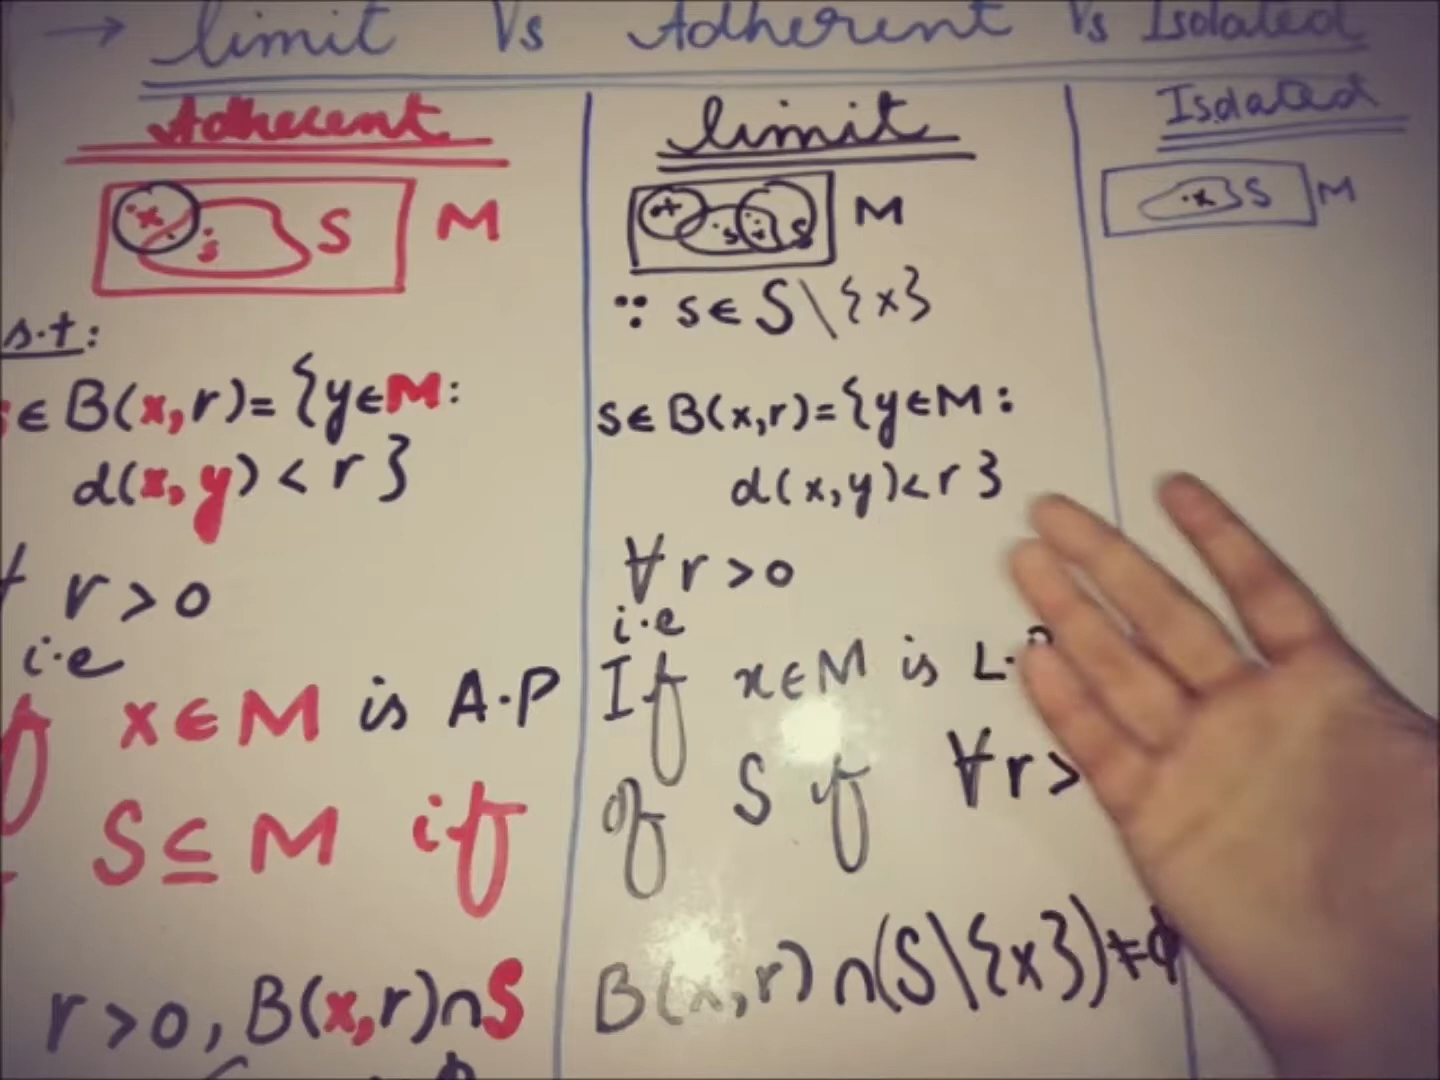 → limit Vs Adherent Vs Isolated
Adherent
x s S M
s.t:
s∈B(x,r)={y∈M:
d(x,y)<r}
r>0
i.e
x∈M is A.P
S⊆M if
r>0, B(x,r)∩S
limit
x s S M
∵ s∈S\{x}
s∈B(x,r)={y∈M:
d(x,y)<r}
∀r>0
i.e
If x∈M is L.P
of S if ∀r>
B(x,r)∩(S\{x})≠ϕ
Isolated
x S M